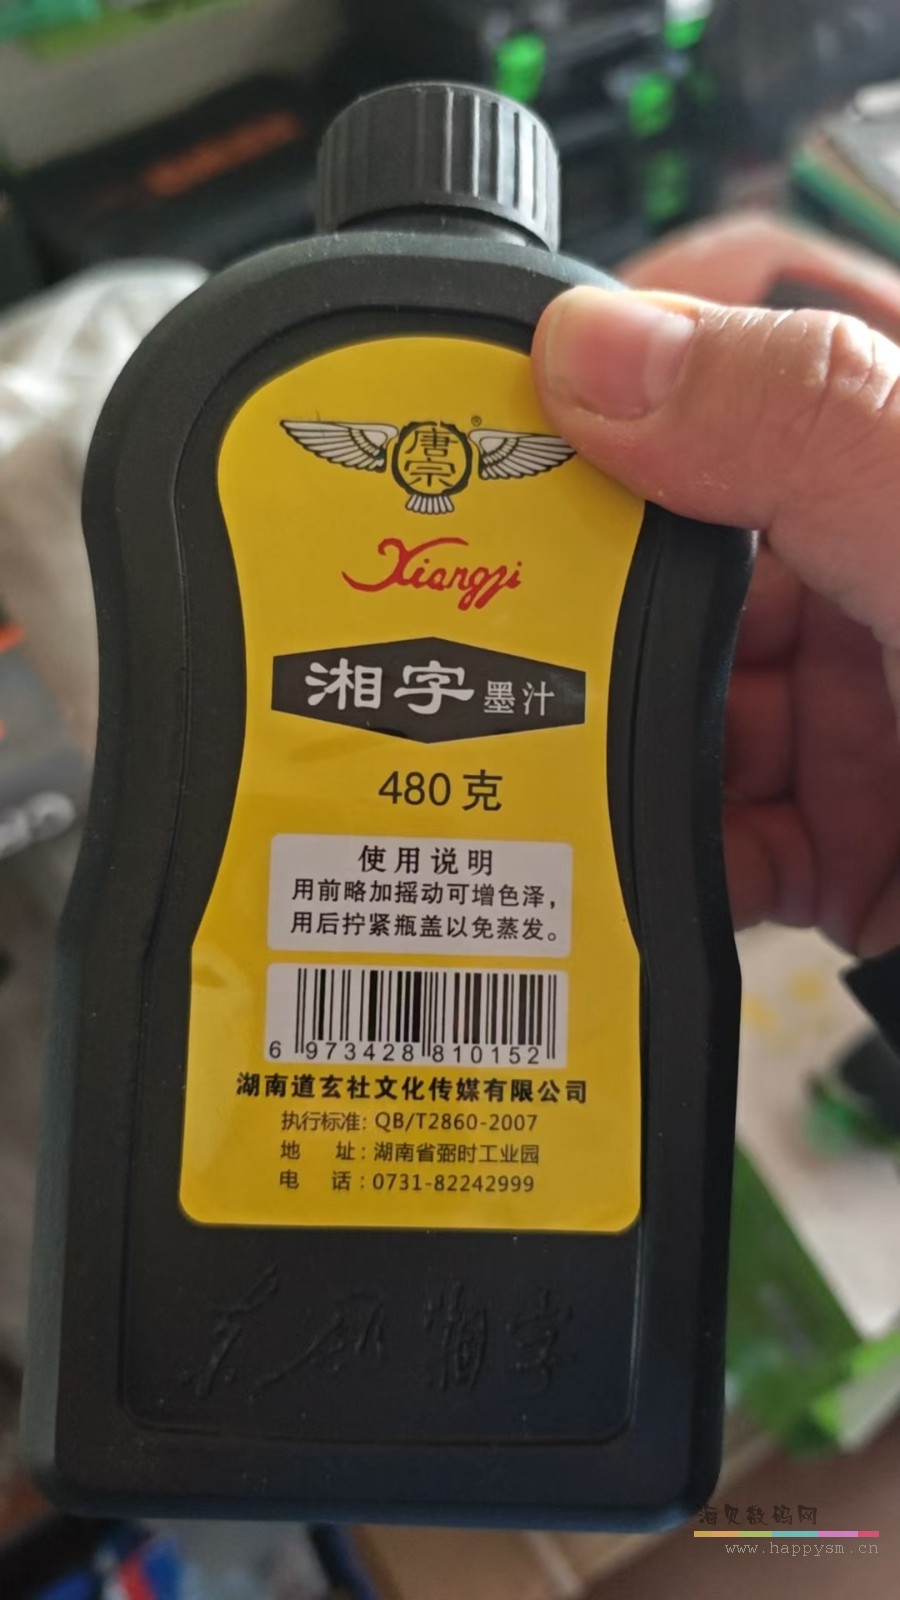 唐
宗
®
Xiangzi
湘字墨汁
480克
使用说明
用前略加摇动可增色泽，
用后拧紧瓶盖以免蒸发。
6 973428 810152
湖南道玄社文化传媒有限公司
执行标准: QB/T2860-2007
地 址: 湖南省弼时工业园
电 话: 0731-82242999
湘字
海贝数码网
www.happysm.cn